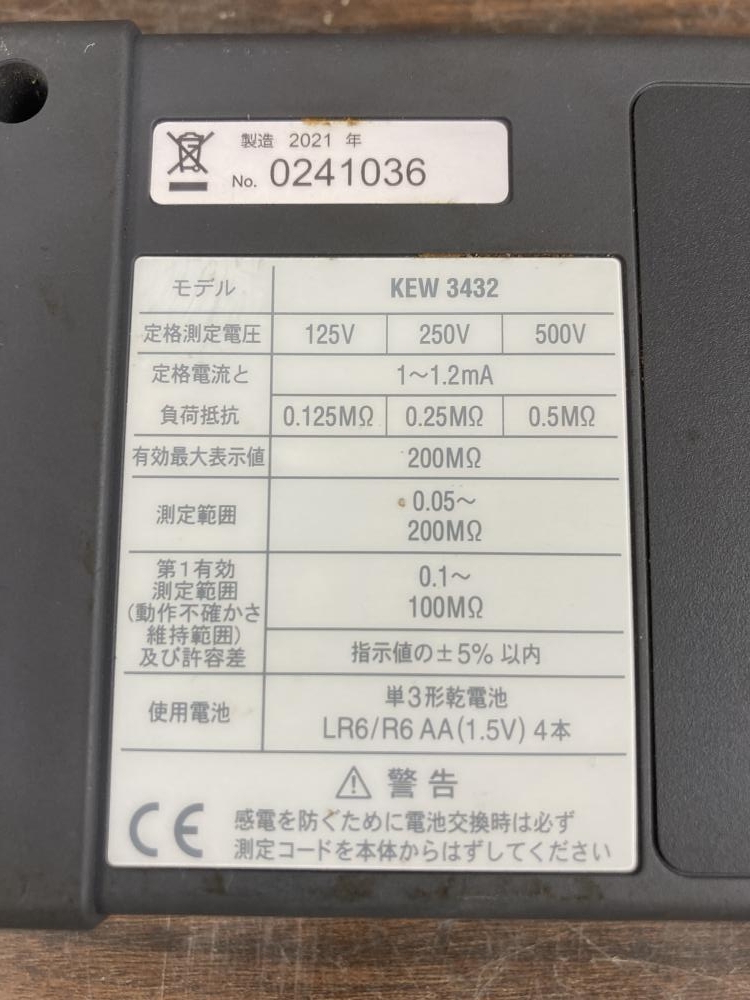 製造 2021 年
No. 0241036
モデル KEW 3432
定格測定電圧 125V 250V 500V
定格電流と 1～1.2mA
負荷抵抗 0.125MΩ 0.25MΩ 0.5MΩ
有効最大表示値 200MΩ
測定範囲 0.05～
200MΩ
第1有効
測定範囲
(動作不確かさ
維持範囲)
及び許容差
0.1～
100MΩ
指示値の±5% 以内
使用電池
単3形乾電池
LR6/R6 AA(1.5V) 4本
警告
CE
感電を防ぐために電池交換時は必ず
測定コードを本体からはずしてください